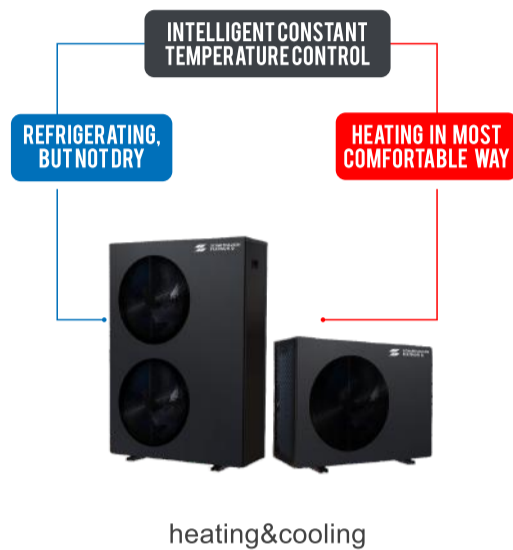 INTELLIGENT CONSTANT
TEMPERATURE CONTROL
REFRIGERATING,
BUT NOT DRY
HEATING IN MOST
COMFORTABLE WAY
heating&cooling